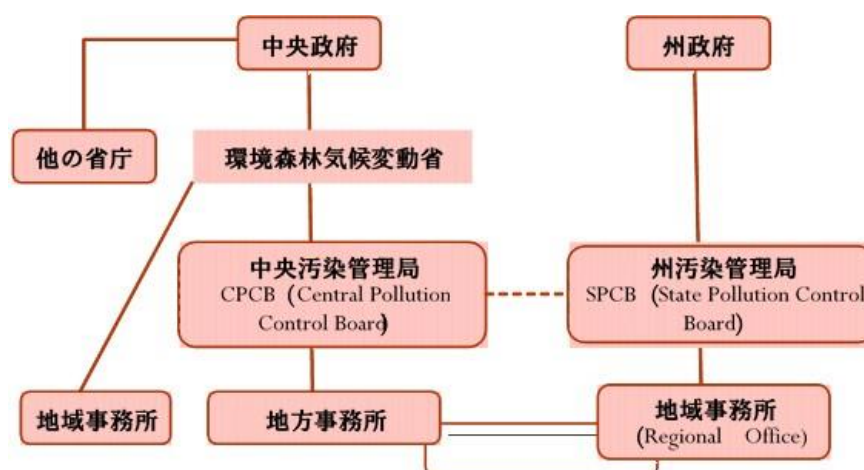 中央政府
州政府
他の省庁
環境森林気候変動省
中央汚染管理局
CPCB (Central Pollution
Control Board)
州汚染管理局
SPCB (State Pollution Control
Board)
地域事務所
地方事務所
地域事務所
(Regional Office)